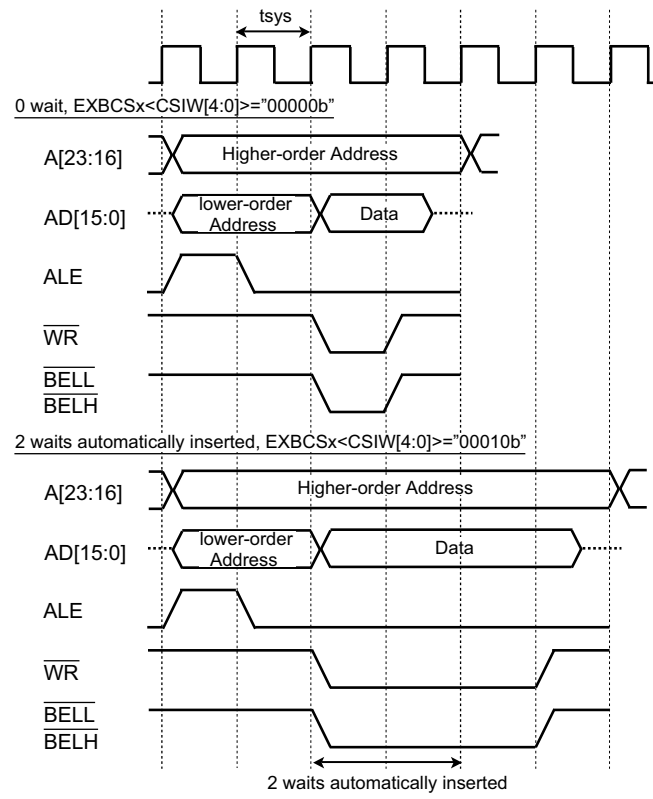 tsys
0 wait, EXBCSx<CSIW[4:0]>="00000b"
A[23:16]
Higher-order Address
AD[15:0]
lower-order
Address
Data
ALE
WR
BELL
BELH
2 waits automatically inserted, EXBCSx<CSIW[4:0]>="00010b"
A[23:16]
Higher-order Address
AD[15:0]
lower-order
Address
Data
ALE
WR
BELL
BELH
2 waits automatically inserted